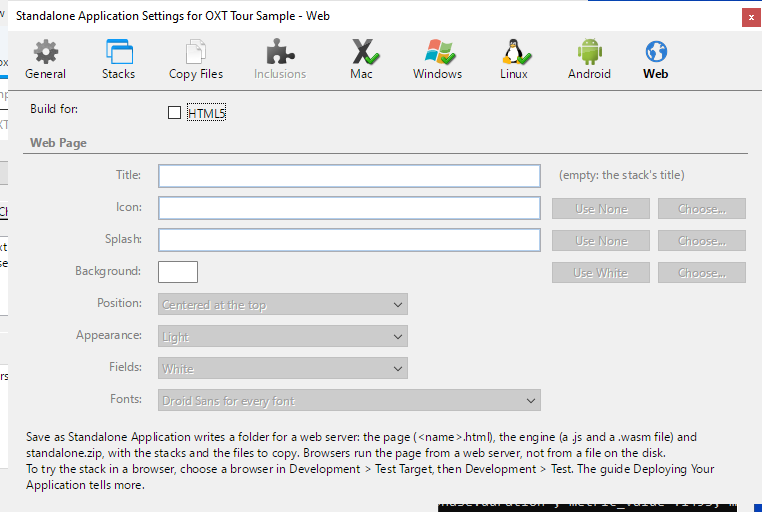 Standalone Application Settings for OXT Tour Sample - Web
General
Stacks
Copy Files
Inclusions
Mac
Windows
Linux
Android
Web
Build for:
HTML5
Web Page
Title:
(empty: the stack's title)
Icon:
Use None
Choose...
Splash:
Use None
Choose...
Background:
Use White
Choose...
Position:
Centered at the top
Appearance:
Light
Fields:
White
Fonts:
Droid Sans for every font
Save as Standalone Application writes a folder for a web server: the page (<name>.html), the engine (a .js and a .wasm file) and
standalone.zip, with the stacks and the files to copy. Browsers run the page from a web server, not from a file on the disk.
To try the stack in a browser, choose a browser in Development > Test Target, then Development > Test. The guide Deploying Your
Application tells more.